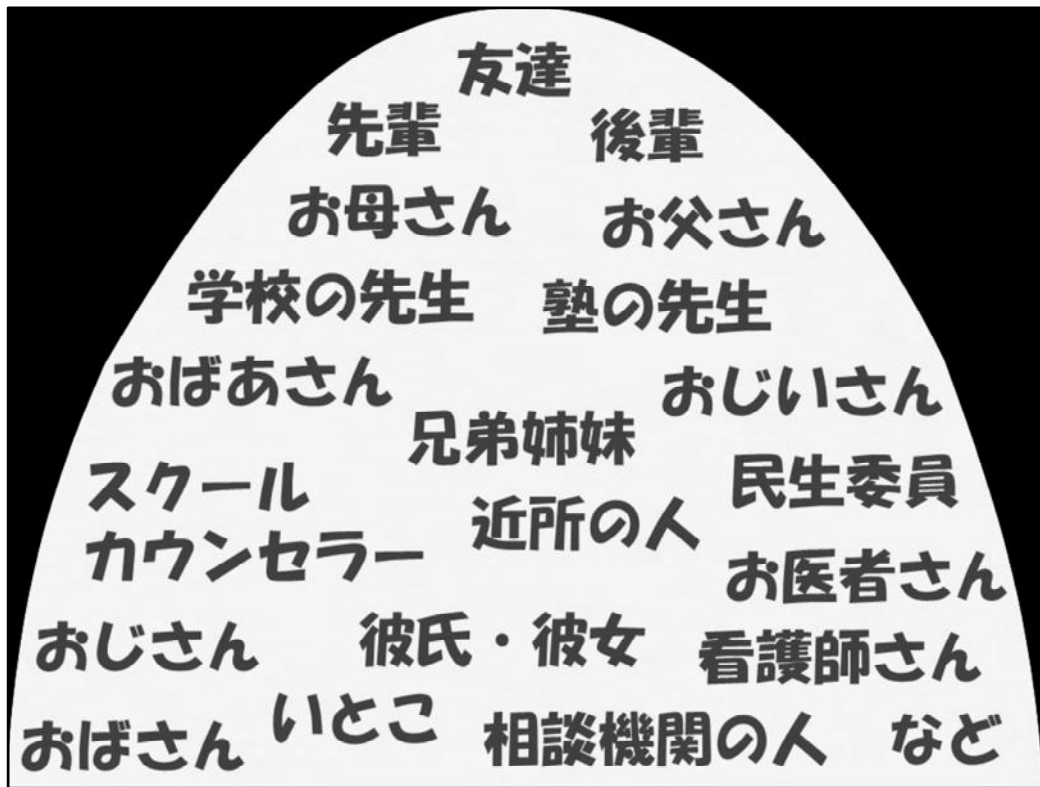 友達
先輩 後輩
お母さん お父さん
学校の先生 塾の先生
おばあさん おじいさん
兄弟姉妹
スクール 民生委員
カウンセラー 近所の人
お医者さん
おじさん 彼氏・彼女 看護師さん
おばさん いとこ 相談機関の人 など